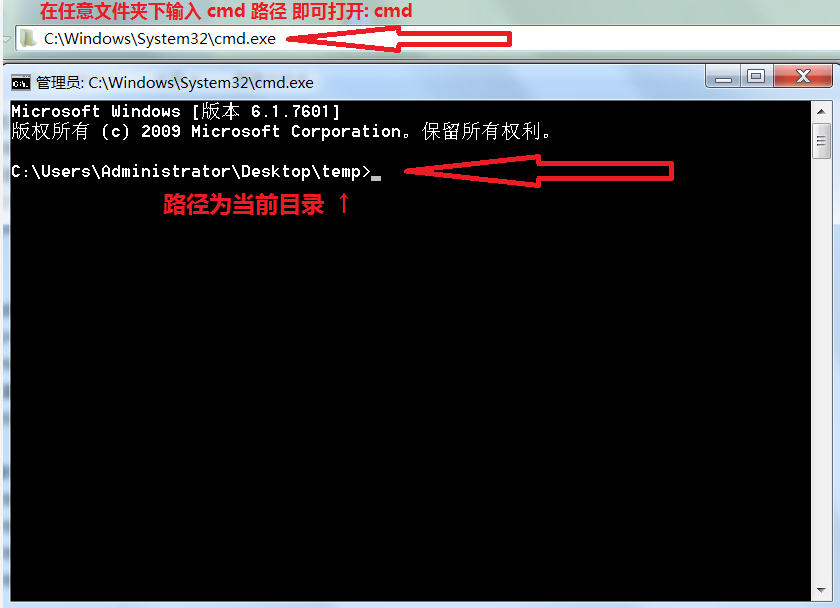 在任意文件夹下输入 cmd 路径 即可打开: cmd
C:\Windows\System32\cmd.exe
管理员: C:\Windows\System32\cmd.exe
Microsoft Windows [版本 6.1.7601]
版权所有 (c) 2009 Microsoft Corporation。保留所有权利。
C:\Users\Administrator\Desktop\temp>_
路径为当前目录 ↑